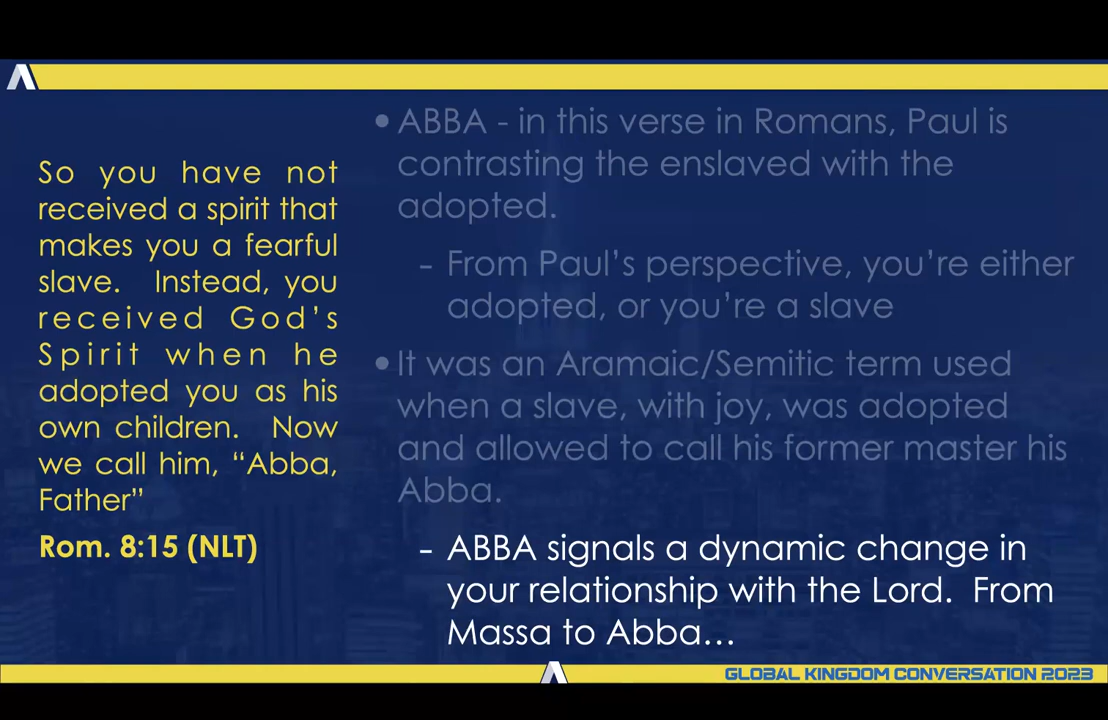 So you have not
received a spirit that
makes you a fearful
slave. Instead, you
received God's
Spirit when he
adopted you as his
own children. Now
we call him, “Abba,
Father”
Rom. 8:15 (NLT)
• ABBA - in this verse in Romans, Paul is
contrasting the enslaved with the
adopted.
- From Paul's perspective, you're either
adopted, or you're a slave
• It was an Aramaic/Semitic term used
when a slave, with joy, was adopted
and allowed to call his former master his
Abba.
- ABBA signals a dynamic change in
your relationship with the Lord. From
Massa to Abba…
GLOBAL KINGDOM CONVERSATION 2023